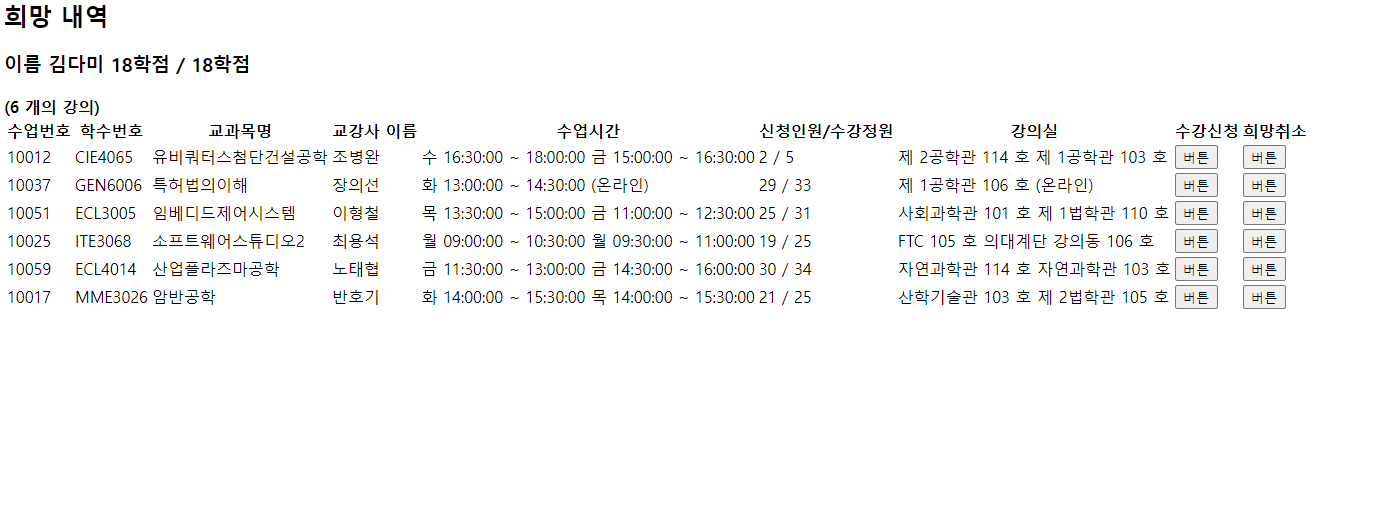 희망 내역
이름 김다미 18학점 / 18학점
(6 개의 강의)
수업번호 학수번호 교과목명 교강사 이름 수업시간 신청인원/수강정원 강의실 수강신청 희망취소
10012 CIE4065 유비쿼터스첨단건설공학 조병완 수 16:30:00 ~ 18:00:00 금 15:00:00 ~ 16:30:00 2 / 5 제 2공학관 114 호 제 1공학관 103 호 버튼 버튼
10037 GEN6006 특허법의이해 장의선 화 13:00:00 ~ 14:30:00 (온라인) 29 / 33 제 1공학관 106 호 (온라인) 버튼 버튼
10051 ECL3005 임베디드제어시스템 이형철 목 13:30:00 ~ 15:00:00 금 11:00:00 ~ 12:30:00 25 / 31 사회과학관 101 호 제 1법학관 110 호 버튼 버튼
10025 ITE3068 소프트웨어스튜디오2 최용석 월 09:00:00 ~ 10:30:00 월 09:30:00 ~ 11:00:00 19 / 25 FTC 105 호 의대계단 강의동 106 호 버튼 버튼
10059 ECL4014 산업플라즈마공학 노태협 금 11:30:00 ~ 13:00:00 금 14:30:00 ~ 16:00:00 30 / 34 자연과학관 114 호 자연과학관 103 호 버튼 버튼
10017 MME3026 암반공학 반호기 화 14:00:00 ~ 15:30:00 목 14:00:00 ~ 15:30:00 21 / 25 산학기술관 103 호 제 2법학관 105 호 버튼 버튼